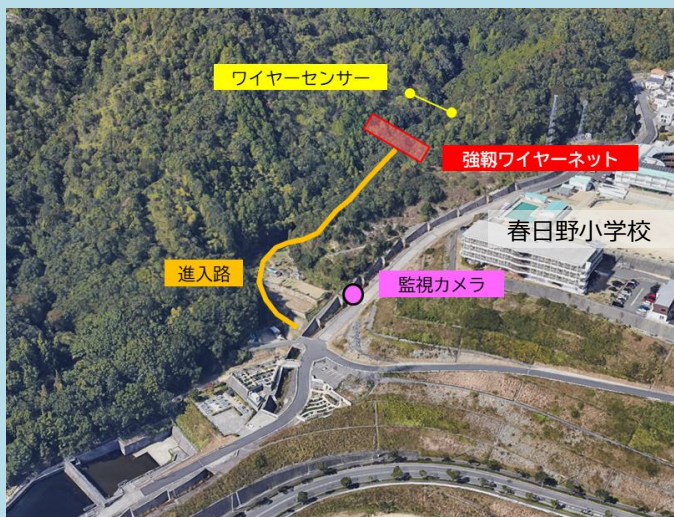 ワイヤーセンサー
強靱ワイヤーネット
春日野小学校
進入路
監視カメラ